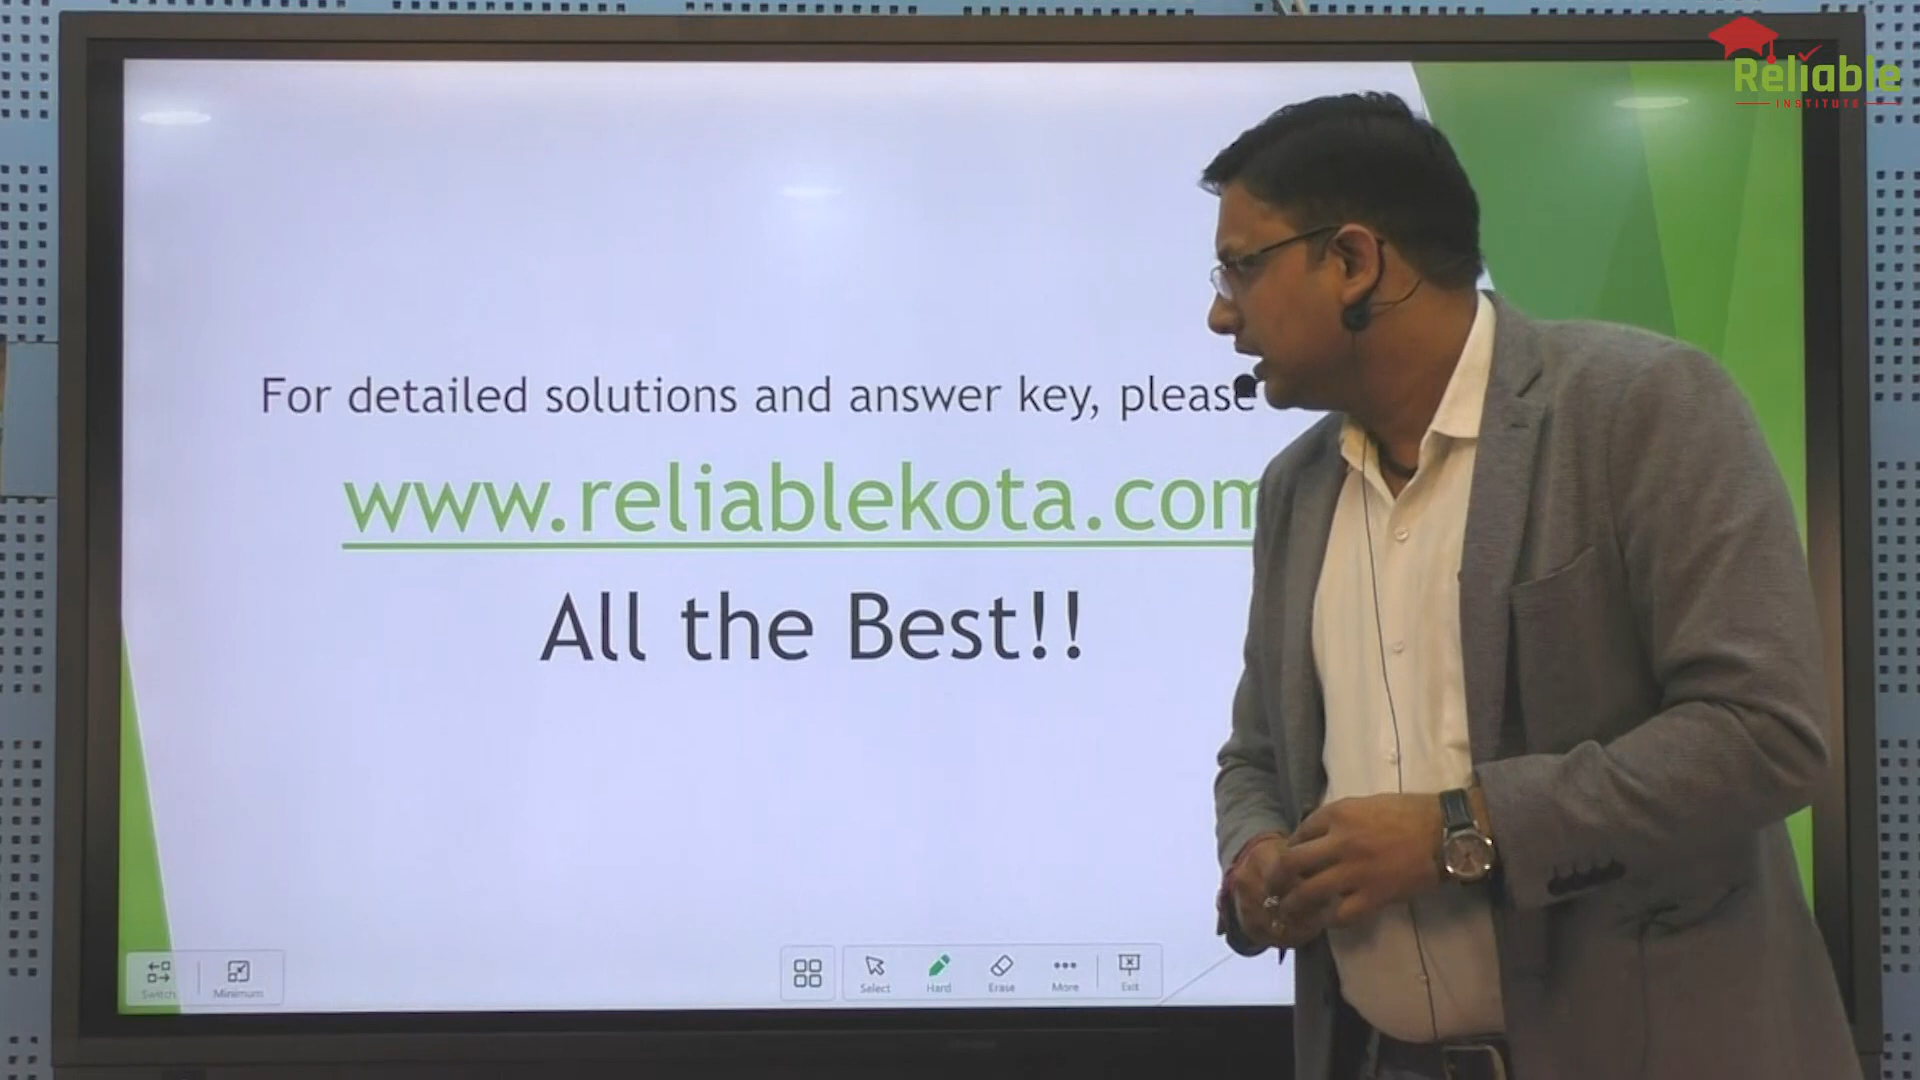 Reliable
INSTITUTE
For detailed solutions and answer key, please
www.reliablekota.com
All the Best!!
Switch
Minimum
Select
Hard
Erase
More
Exit